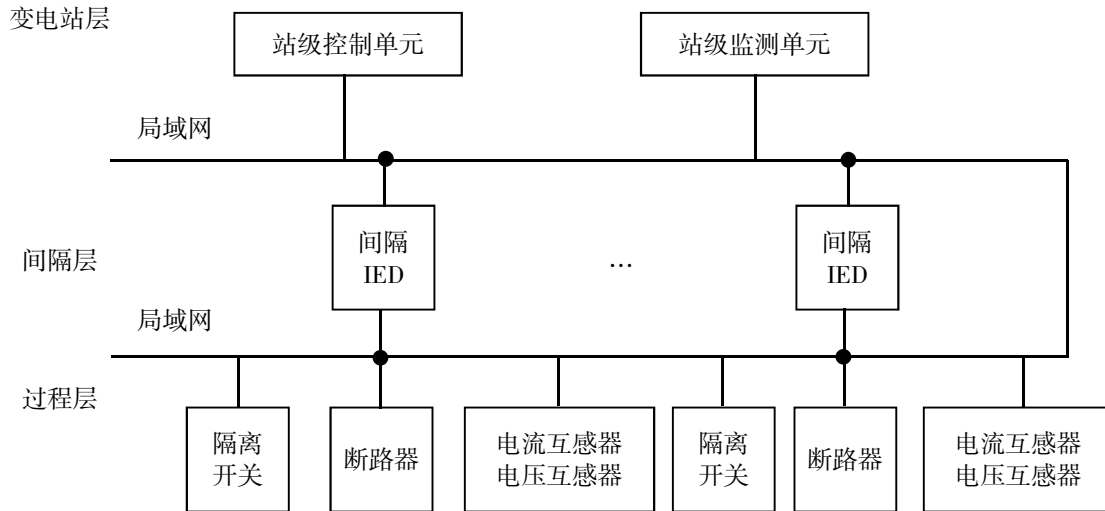 变电站层
站级控制单元
站级监测单元
局域网
间隔层
间隔
IED
...
间隔
IED
局域网
过程层
隔离
开关
断路器
电流互感器
电压互感器
隔离
开关
断路器
电流互感器
电压互感器